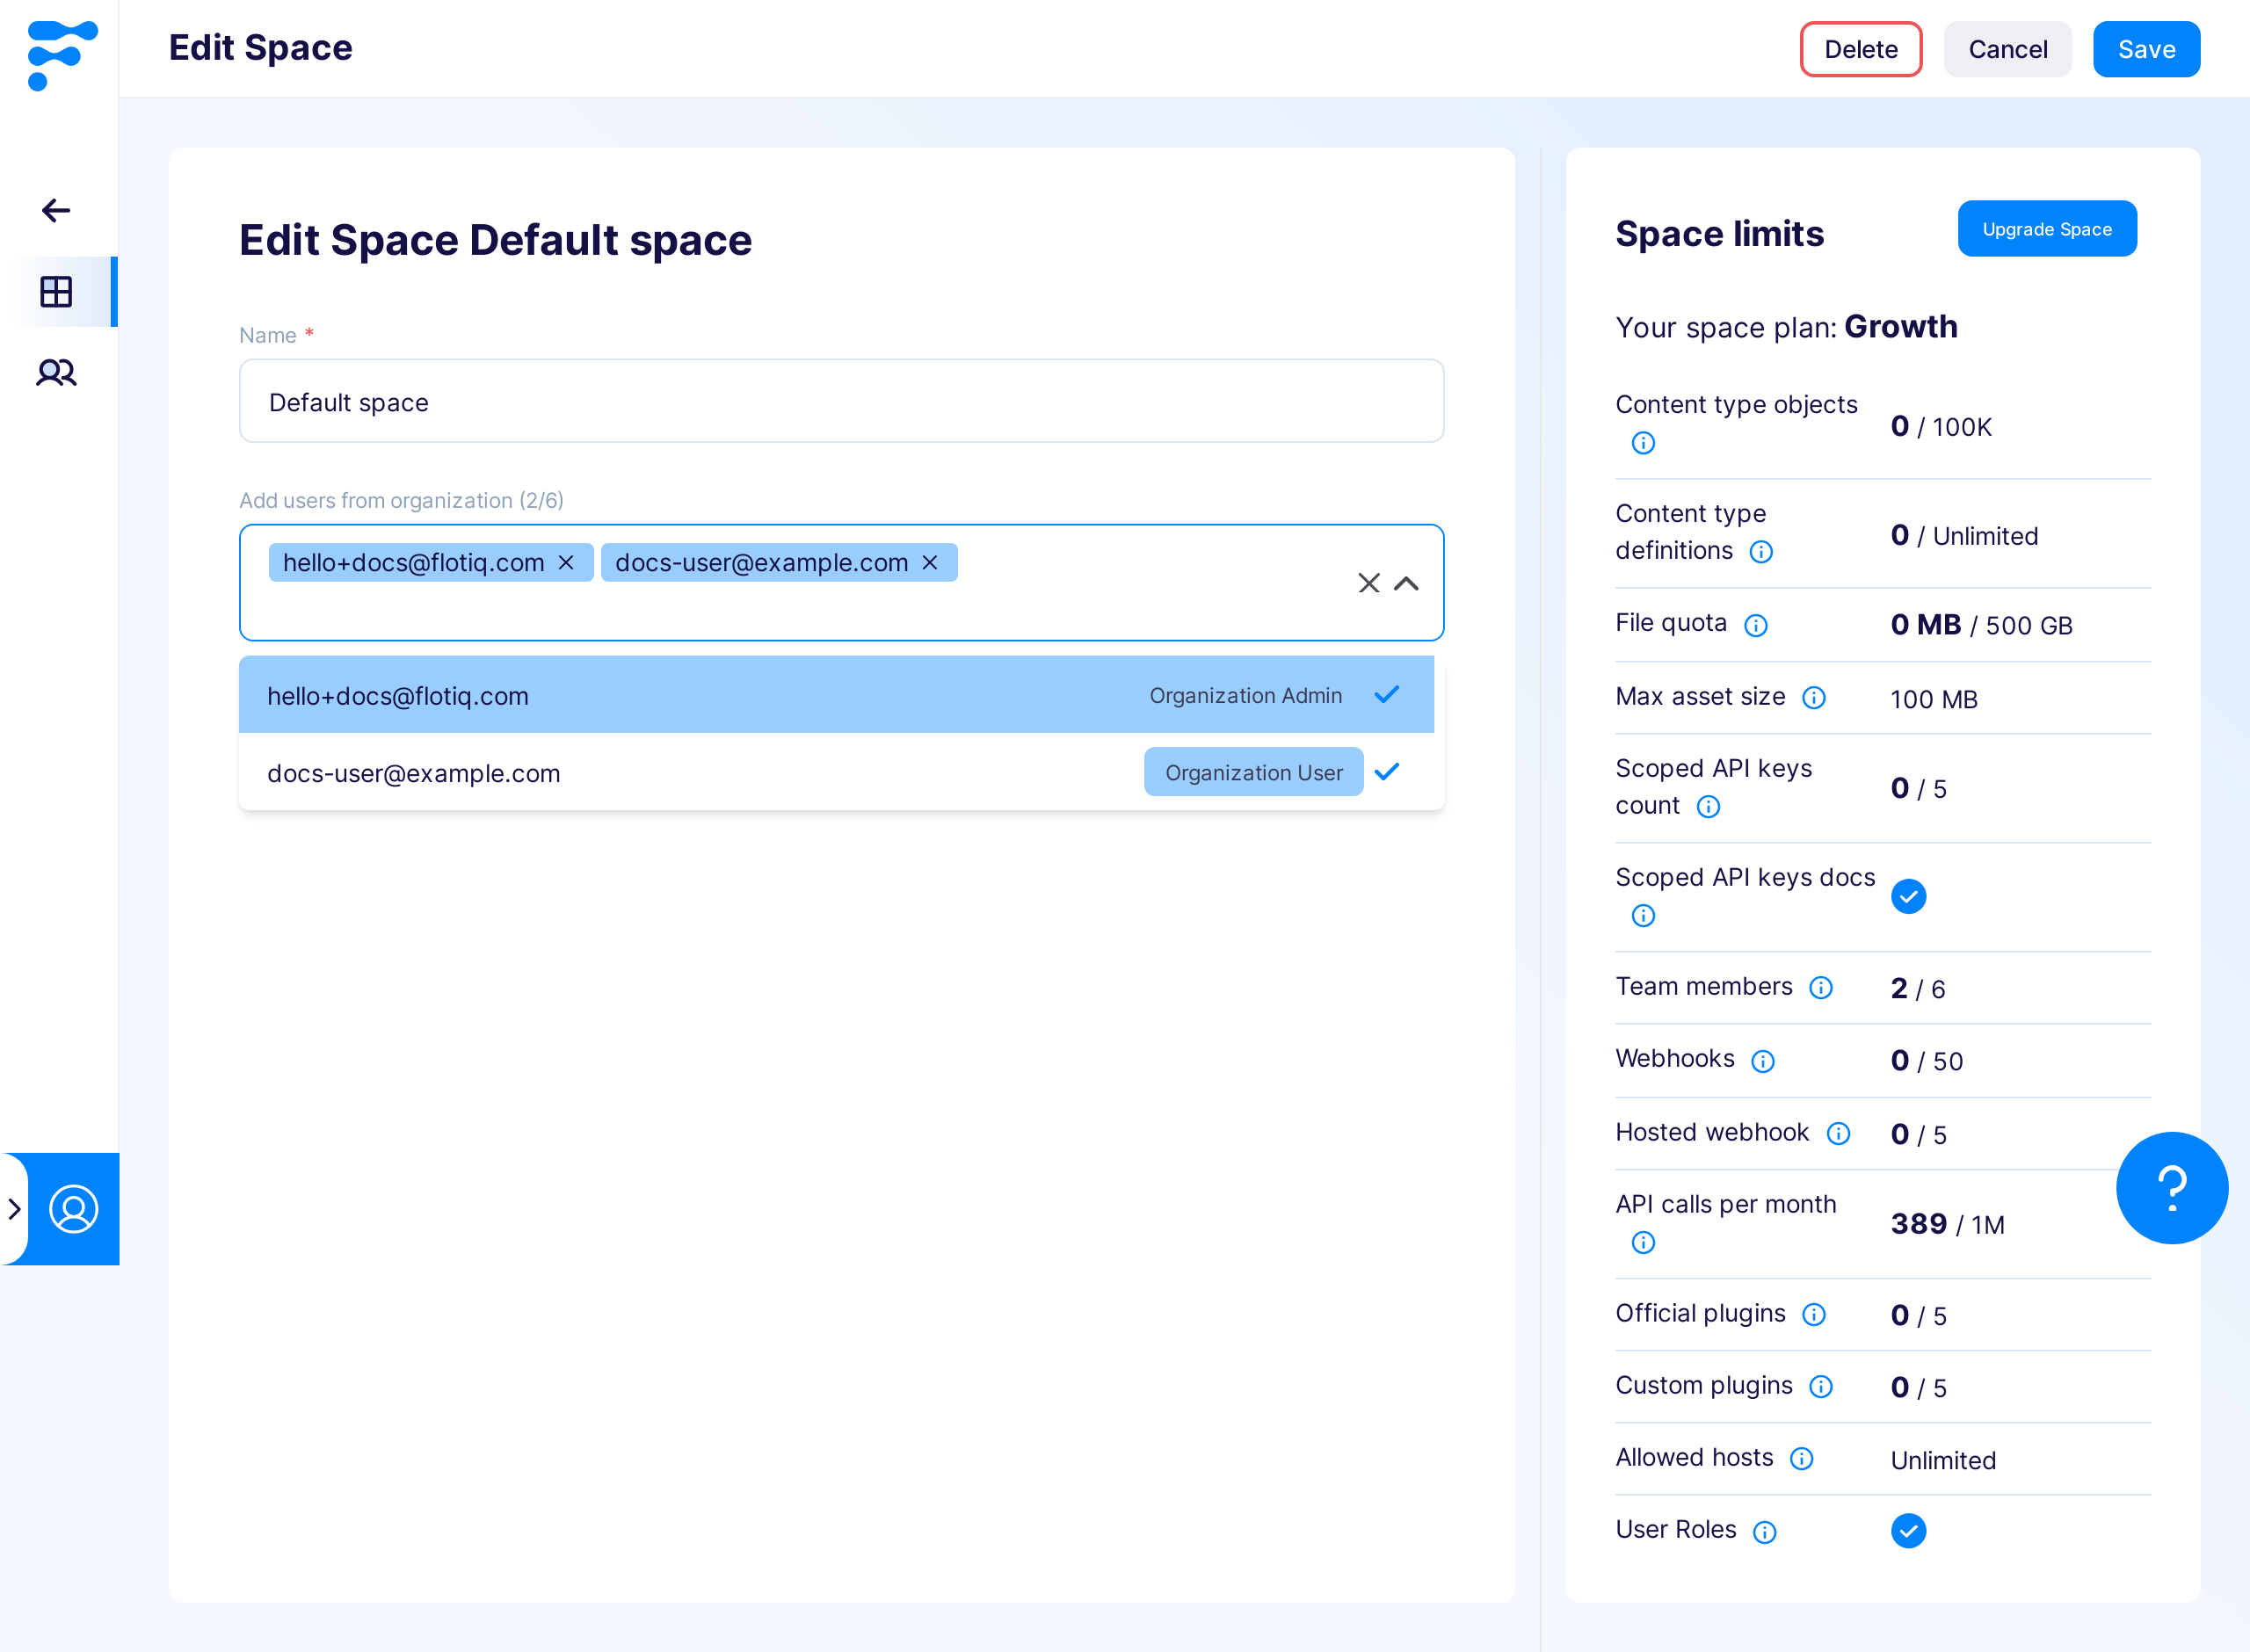 Edit Space
Delete
Cancel
Save
Edit Space Default space
Name *
Default space
Add users from organization (2/6)
hello+docs@flotiq.com
docs-user@example.com
hello+docs@flotiq.com Organization Admin
docs-user@example.com Organization User
Space limits
Upgrade Space
Your space plan: Growth
Content type objects
0 / 100K
Content type
definitions
0 / Unlimited
File quota
0 MB / 500 GB
Max asset size
100 MB
Scoped API keys
count
0 / 5
Scoped API keys docs
Team members
2 / 6
Webhooks
0 / 50
Hosted webhook
0 / 5
API calls per month
389 / 1M
Official plugins
0 / 5
Custom plugins
0 / 5
Allowed hosts
Unlimited
User Roles